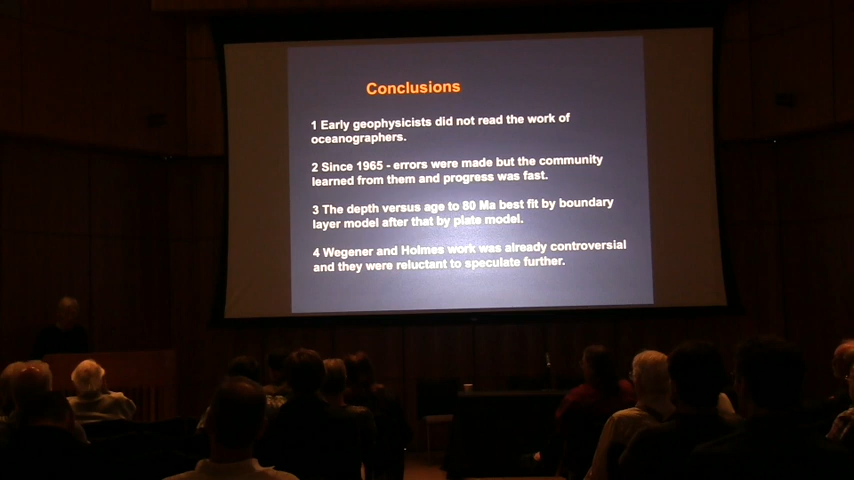 Conclusions
1 Early geophysicists did not read the work of
oceanographers.
2 Since 1965 - errors were made but the community
learned from them and progress was fast.
3 The depth versus age to 80 Ma best fit by boundary
layer model after that by plate model.
4 Wegener and Holmes work was already controversial
and they were reluctant to speculate further.